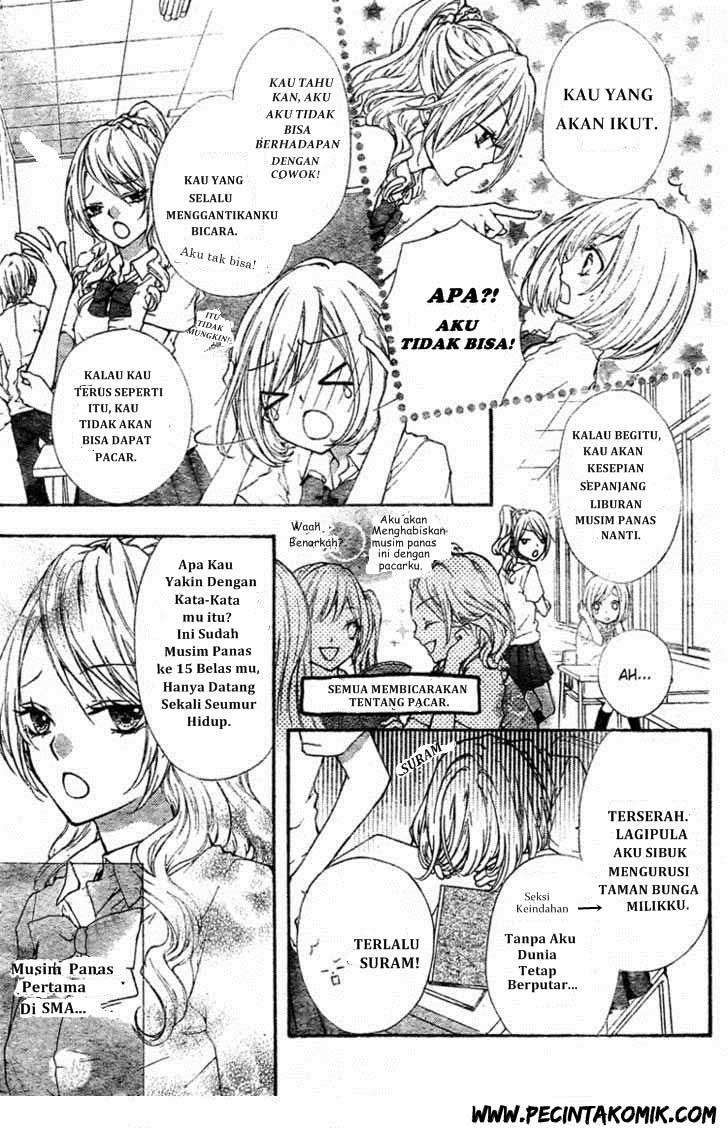 KAU YANG
AKAN IKUT.
APA?!
AKU
TIDAK BISA!
KAU TAHU
KAN, AKU
AKU TIDAK
BISA
BERHADAPAN
DENGAN
COWOK!
KAU YANG
SELALU
MENGGANTIKANKU
BICARA.
Aku tak bisa!
ITU
TIDAK
MUNGKIN!
KALAU KAU
TERUS SEPERTI
ITU, KAU
TIDAK AKAN
BISA DAPAT
PACAR.
KALAU BEGITU,
KAU AKAN
KESEPIAN
SEPANJANG
LIBURAN
MUSIM PANAS
NANTI.
AH...
Aku akan
Menghabiskan
musim panas
ini dengan
pacarku.
Waah.
Benarkah?
SEMUA MEMBICARAKAN
TENTANG PACAR.
Apa Kau
Yakin Dengan
Kata-Kata
mu itu?
Ini Sudah
Musim Panas
ke 15 Belas mu,
Hanya Datang
Sekali Seumur
Hidup.
Musim Panas
Pertama
Di SMA...
SURAM
TERSERAH.
LAGIPULA
AKU SIBUK
MENGURUSI
TAMAN BUNGA
MILIKKU.
Seksi
Keindahan
Tanpa Aku
Dunia
Tetap
Berputar...
TERLALU
SURAM!
WWW.PECINTAKOMIK.COM